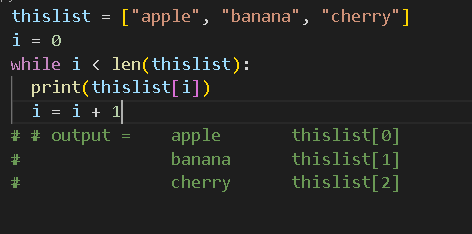 thislist = ["apple", "banana", "cherry"]
i = 0
while i < len(thislist):
  print(thislist[i])
  i = i + 1
# # output =    apple       thislist[0]
#               banana      thislist[1]
#               cherry      thislist[2]